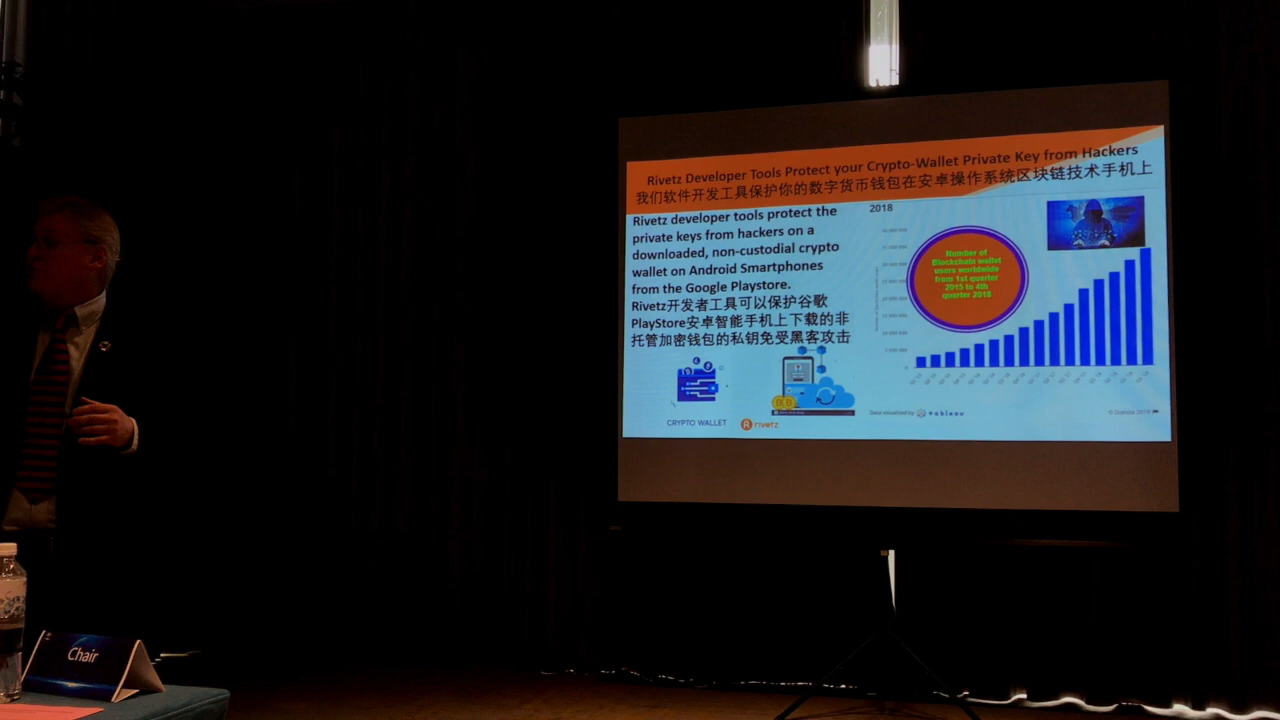 Rivetz Developer Tools Protect your Crypto-Wallet Private Key from Hackers
我们软件开发工具保护你的数字货币钱包在安卓操作系统区块链技术手机上
Rivetz developer tools protect the
private keys from hackers on a
downloaded, non-custodial crypto
wallet on Android Smartphones
from the Google Playstore.
Rivetz开发者工具可以保护谷歌
PlayStore安卓智能手机上下载的非
托管加密钱包的私钥免受黑客攻击
CRYPTO WALLET
rivetz
2018
Number of
Blockchain wallet
users worldwide
from 1st quarter
2015 to 4th
quarter 2018
Data visualized by
© Statista 2019
Chair